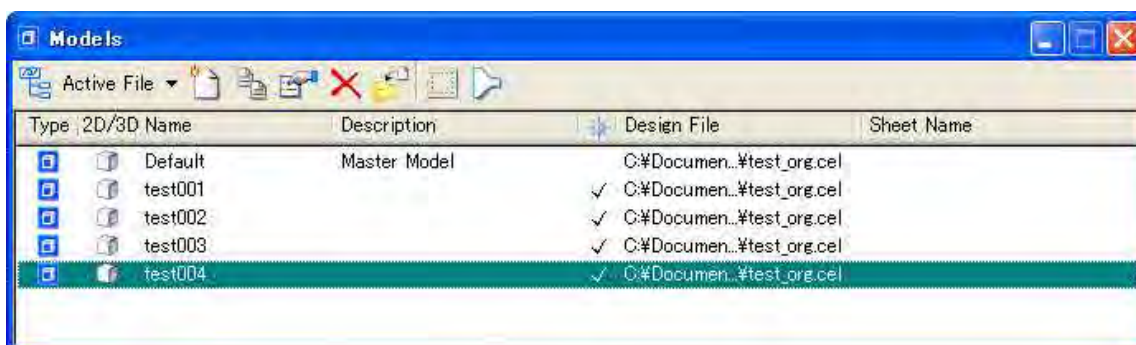 Models
Active File
Type 2D/3D Name Description Design File Sheet Name
Default Master Model C:¥Documen...¥test_org.cel
test001 ✓ C:¥Documen...¥test_org.cel
test002 ✓ C:¥Documen...¥test_org.cel
test003 ✓ C:¥Documen...¥test_org.cel
test004 ✓ C:¥Documen...¥test_org.cel